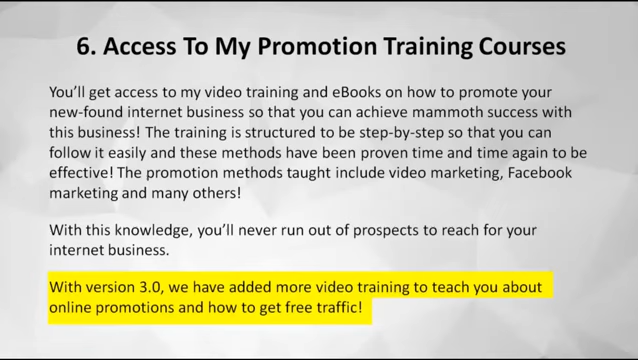 6. Access To My Promotion Training Courses
You'll get access to my video training and eBooks on how to promote your
new-found internet business so that you can achieve mammoth success with
this business! The training is structured to be step-by-step so that you can
follow it easily and these methods have been proven time and time again to be
effective! The promotion methods taught include video marketing, Facebook
marketing and many others!
With this knowledge, you'll never run out of prospects to reach for your
internet business.
With version 3.0, we have added more video training to teach you about
online promotions and how to get free traffic!